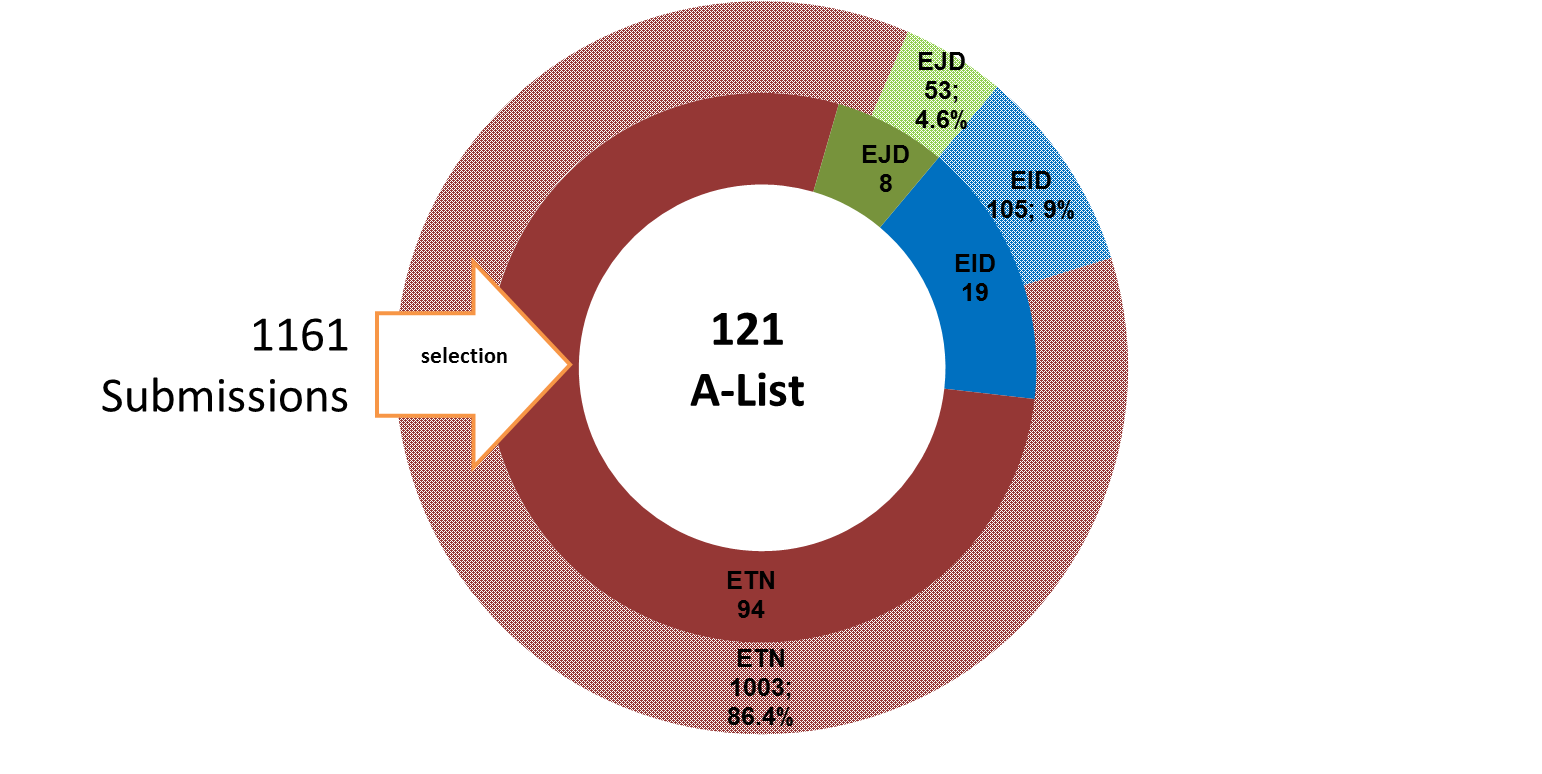 EJD
53;
4.6%
EJD
8
EID
105; 9%
EID
19
1161
Submissions
selection
121
A-List
ETN
94
ETN
1003;
86.4%